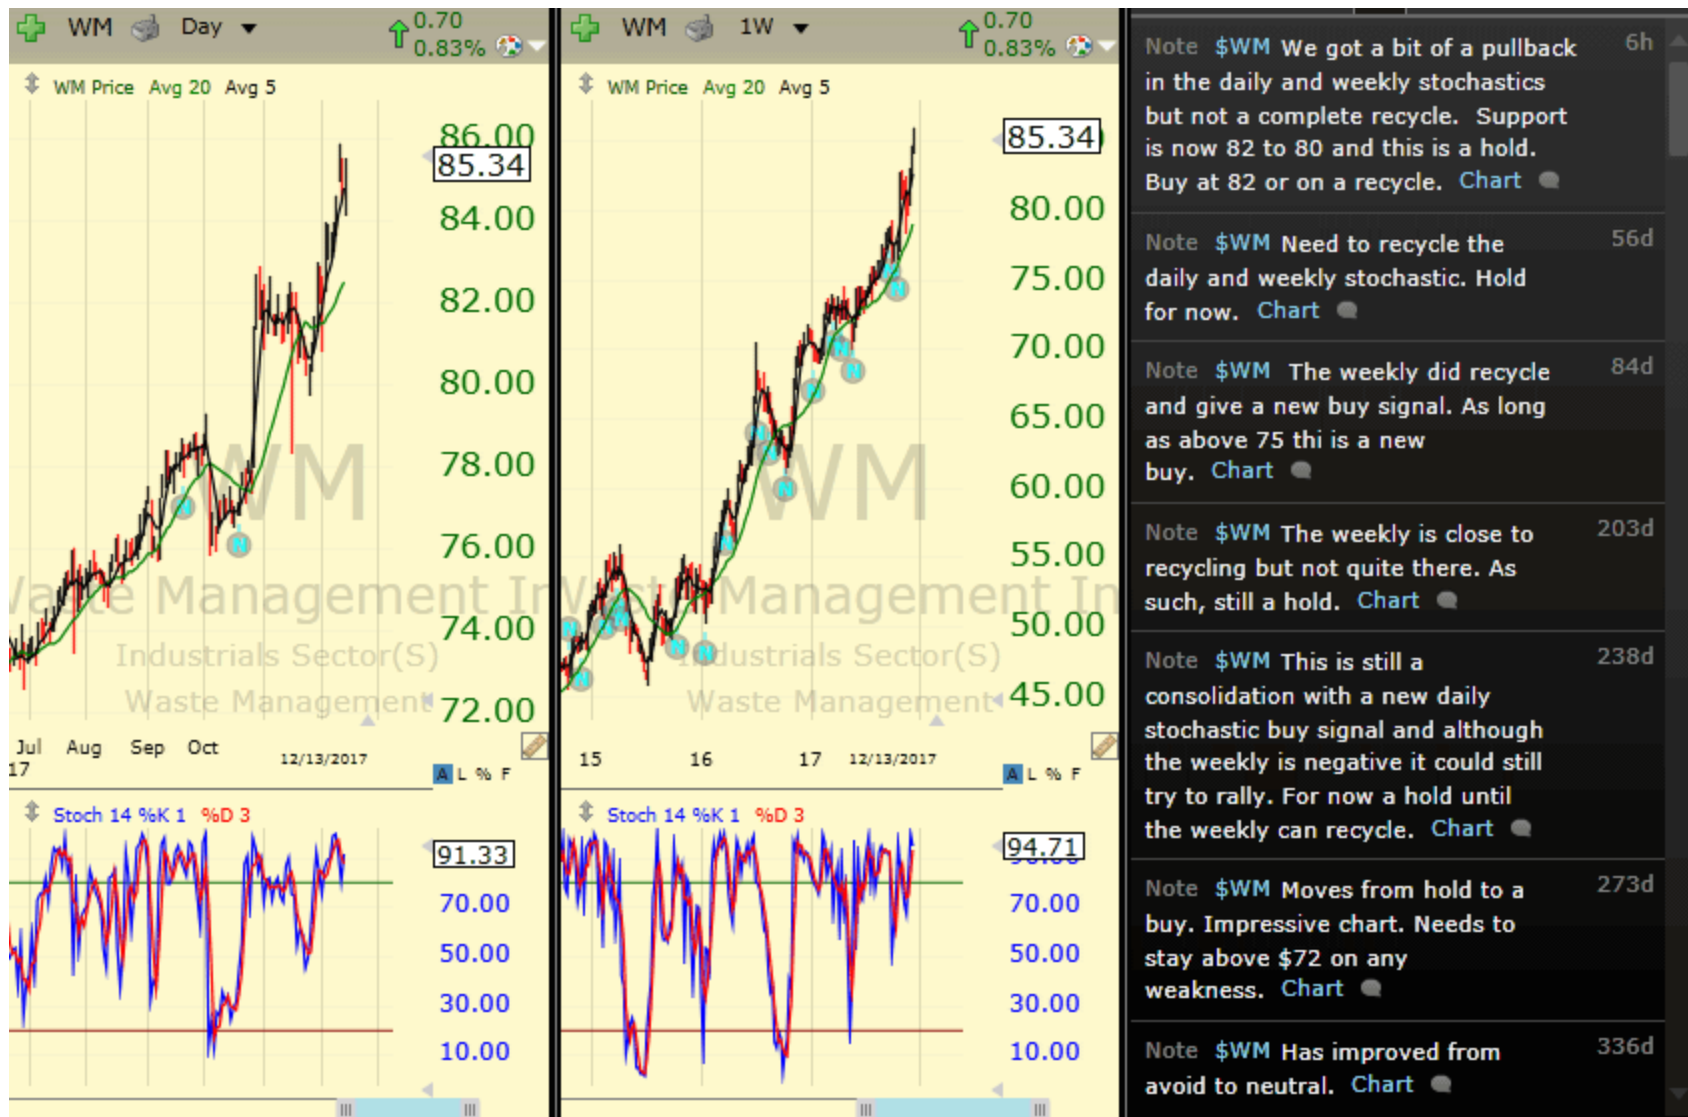 WM Day 0.70
0.83%
WM Price Avg 20 Avg 5
86.00
85.34
84.00
82.00
80.00
78.00
76.00
74.00
72.00
WM
Waste Management In
Industrials Sector(S)
Waste Management
Jul Aug Sep Oct 12/13/2017
17
A L % F
Stoch 14 %K 1 %D 3
91.33
70.00
50.00
30.00
10.00
N
N
WM 1W 0.70
0.83%
WM Price Avg 20 Avg 5
85.34
80.00
75.00
70.00
65.00
60.00
55.00
50.00
45.00
WM
Waste Management In
Industrials Sector(S)
Waste Management
15 16 17 12/13/2017
A L % F
Stoch 14 %K 1 %D 3
94.71
70.00
50.00
30.00
10.00
Note $WM We got a bit of a pullback 6h
in the daily and weekly stochastics
but not a complete recycle. Support
is now 82 to 80 and this is a hold.
Buy at 82 or on a recycle. Chart
Note $WM Need to recycle the 56d
daily and weekly stochastic. Hold
for now. Chart
Note $WM The weekly did recycle 84d
and give a new buy signal. As long
as above 75 thi is a new
buy. Chart
Note $WM The weekly is close to 203d
recycling but not quite there. As
such, still a hold. Chart
Note $WM This is still a 238d
consolidation with a new daily
stochastic buy signal and although
the weekly is negative it could still
try to rally. For now a hold until
the weekly can recycle. Chart
Note $WM Moves from hold to a 273d
buy. Impressive chart. Needs to
stay above $72 on any
weakness. Chart
Note $WM Has improved from 336d
avoid to neutral. Chart